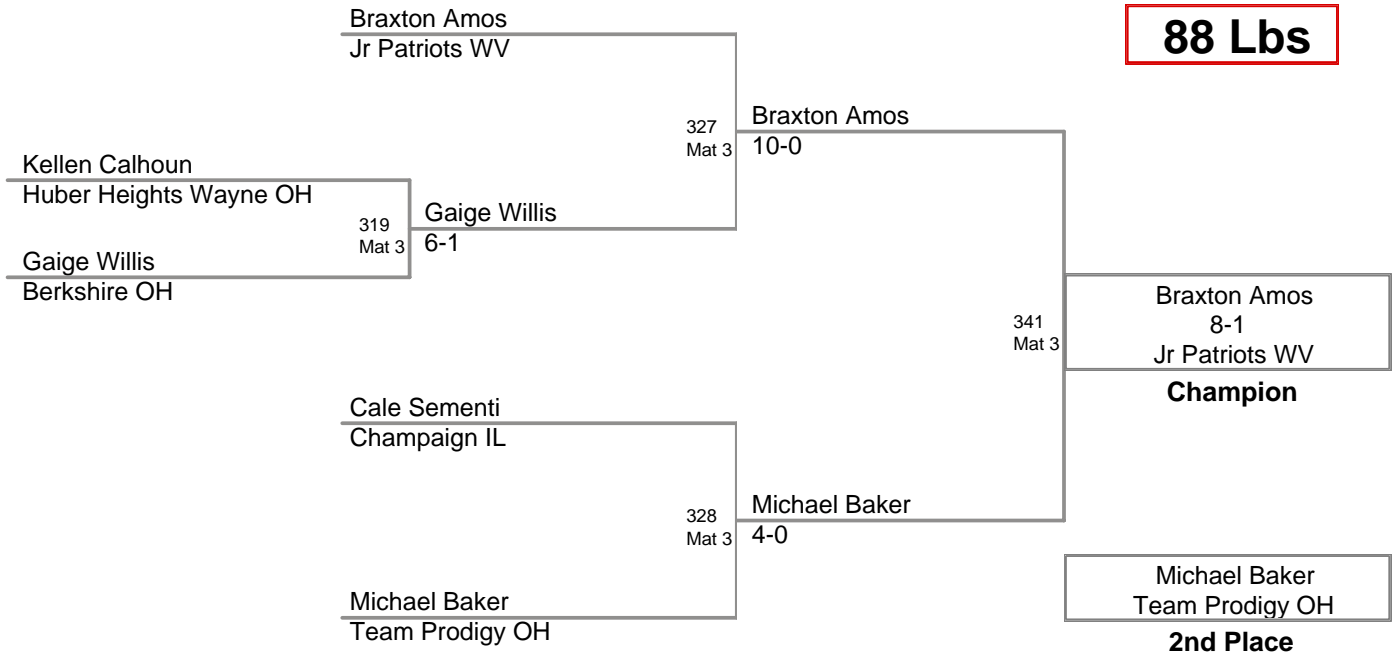 Braxton Amos
Jr Patriots WV
88 Lbs
327
Mat 3
Braxton Amos
10-0
Kellen Calhoun
Huber Heights Wayne OH
319
Mat 3
Gaige Willis
6-1
Gaige Willis
Berkshire OH
341
Mat 3
Braxton Amos
8-1
Jr Patriots WV
Champion
Cale Sementi
Champaign IL
328
Mat 3
Michael Baker
4-0
Michael Baker
Team Prodigy OH
Michael Baker
Team Prodigy OH
2nd Place